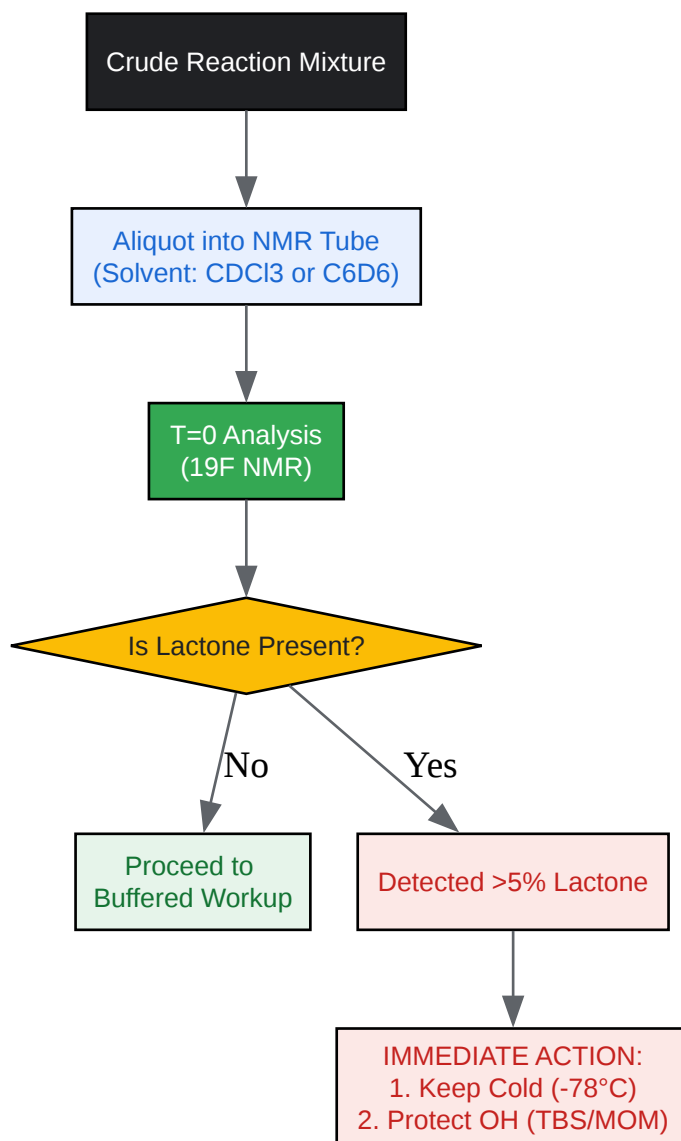 Crude Reaction Mixture
Aliquot into NMR Tube
(Solvent: CDCl3 or C6D6)
T=0 Analysis
(19F NMR)
Is Lactone Present?
No
Yes
Proceed to
Buffered Workup
Detected >5% Lactone
IMMEDIATE ACTION:
1. Keep Cold (-78°C)
2. Protect OH (TBS/MOM)